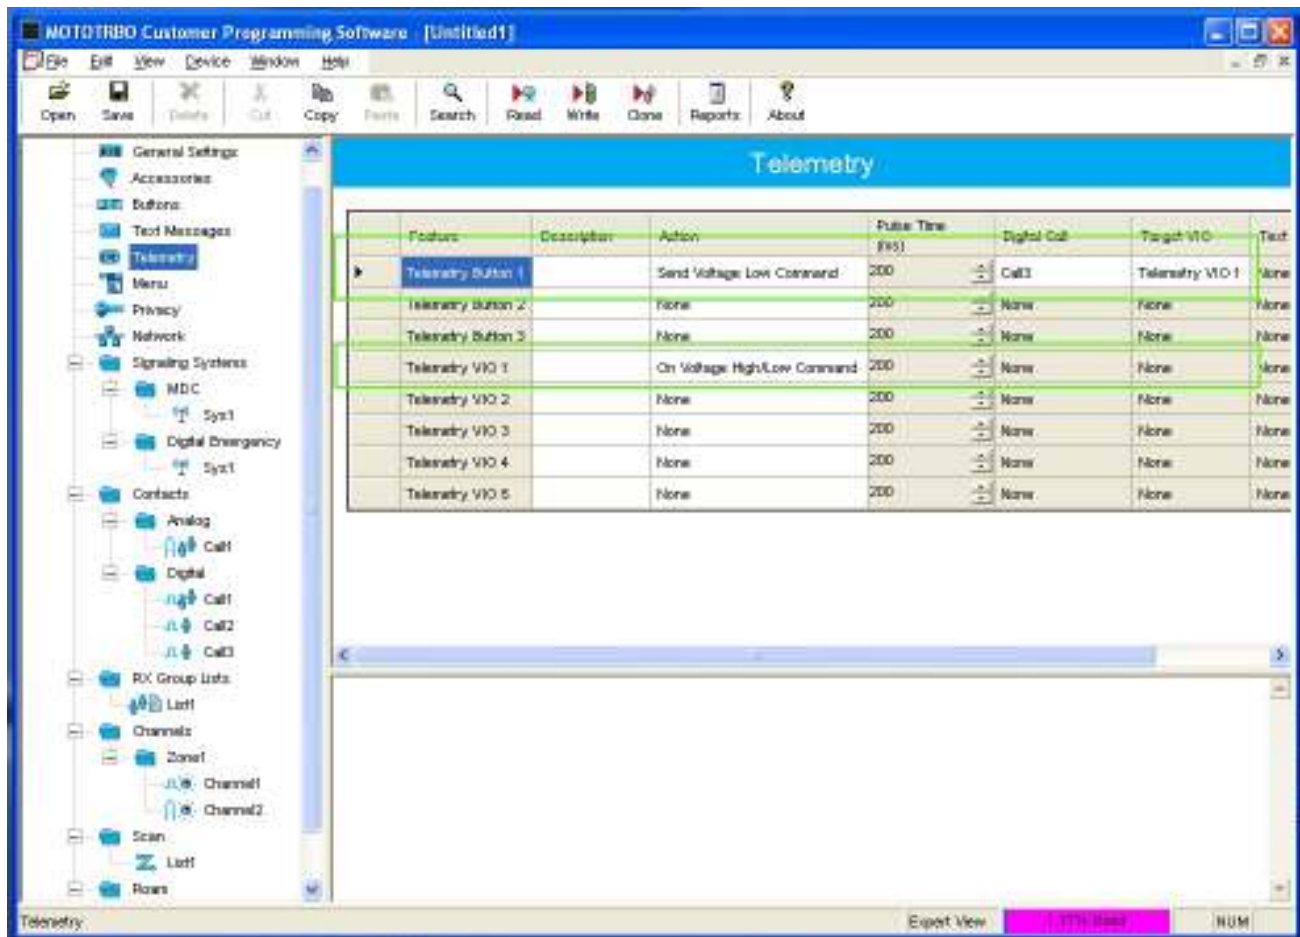 MOTOTRBO Customer Programming Software - [Untitled1]
File Edit View Device Window Help
Open Save Delete Cut Copy Paste Search Read Write Clone Reports About
General Settings
Accessories
Buttons
Text Messages
Telemetry
Menu
Privacy
Network
Signaling Systems
MDC
Sys1
Digital Emergency
Sys1
Contacts
Analog
Call1
Digital
Call1
Call2
Call3
RX Group Lists
List1
Channels
Zone1
Channel1
Channel2
Scan
List1
Roam
Telemetry
Feature Description Action Pulse Time (ms) Digital Call Target VIO Text
Telemetry Button 1 Send Voltage Low Command 200 Call3 Telemetry VIO 1 None
Telemetry Button 2 None 200 None None None
Telemetry Button 3 None 200 None None None
Telemetry VIO 1 On Voltage High/Low Command 200 None None None
Telemetry VIO 2 None 200 None None None
Telemetry VIO 3 None 200 None None None
Telemetry VIO 4 None 200 None None None
Telemetry VIO 5 None 200 None None None
Telemetry Expert View NUM